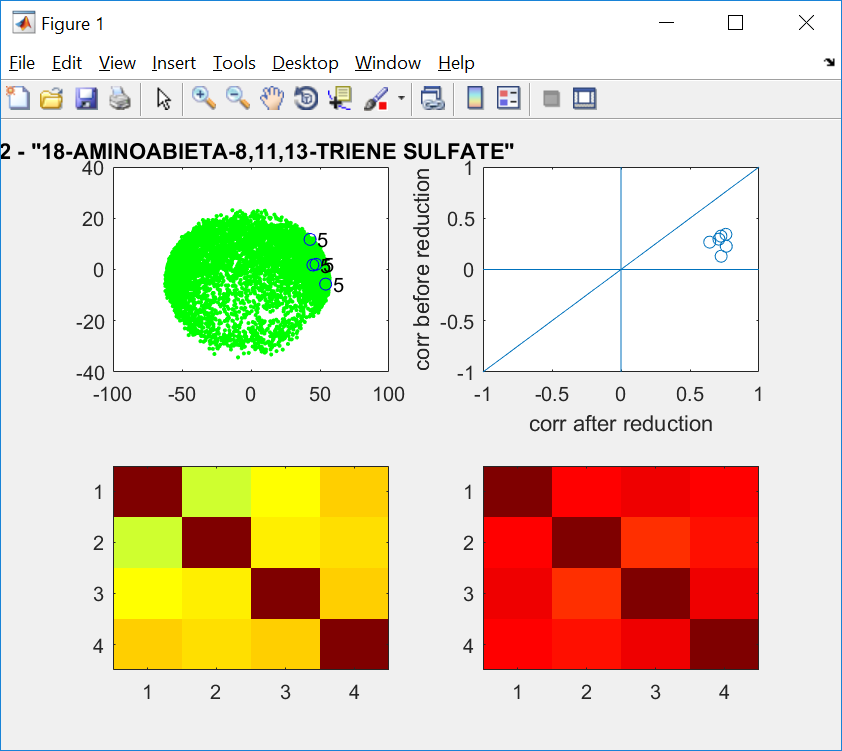 Figure 1
File Edit View Insert Tools Desktop Window Help
2 - "18-AMINOABIETA-8,11,13-TRIENE SULFATE"
40
20
0
-20
-40
-100 -50 0 50 100
5
5
5
5
corr before reduction
1
0.5
0
-0.5
-1
-1 -0.5 0 0.5 1
corr after reduction
1
2
3
4
1 2 3 4
1
2
3
4
1 2 3 4